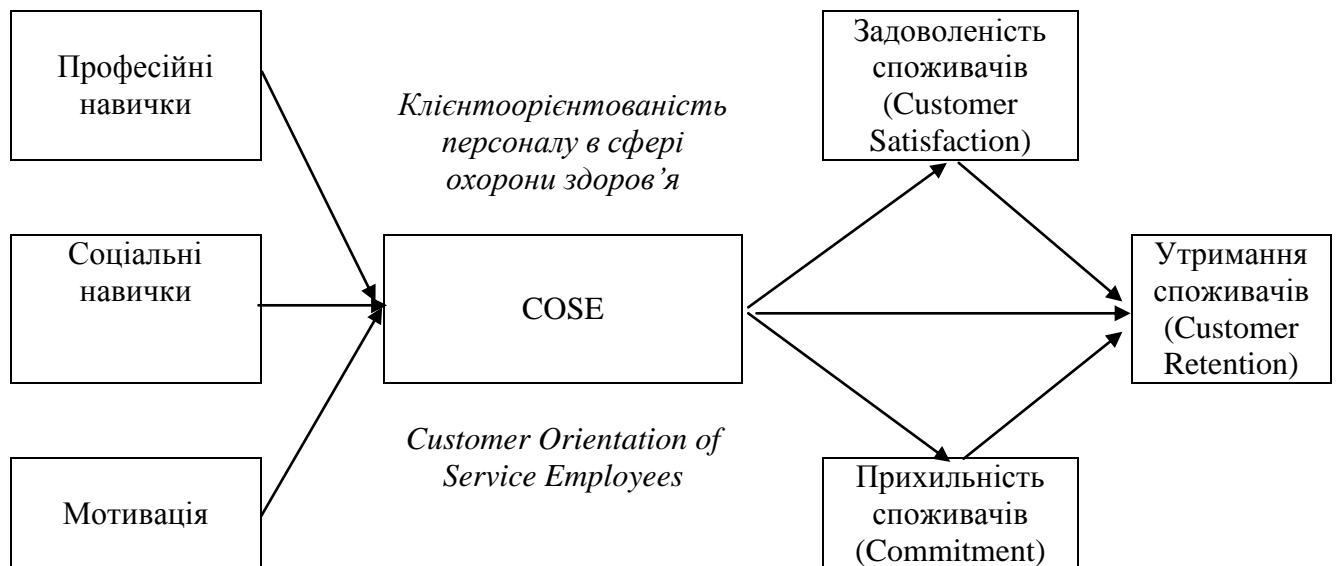 Професійні
навички
Соціальні
навички
Мотивація
Клієнтоорієнтованість
персоналу в сфері
охорони здоров’я
COSE
Customer Orientation of
Service Employees
Задоволеність
споживачів
(Customer
Satisfaction)
Прихильність
споживачів
(Commitment)
Утримання
споживачів
(Customer
Retention)